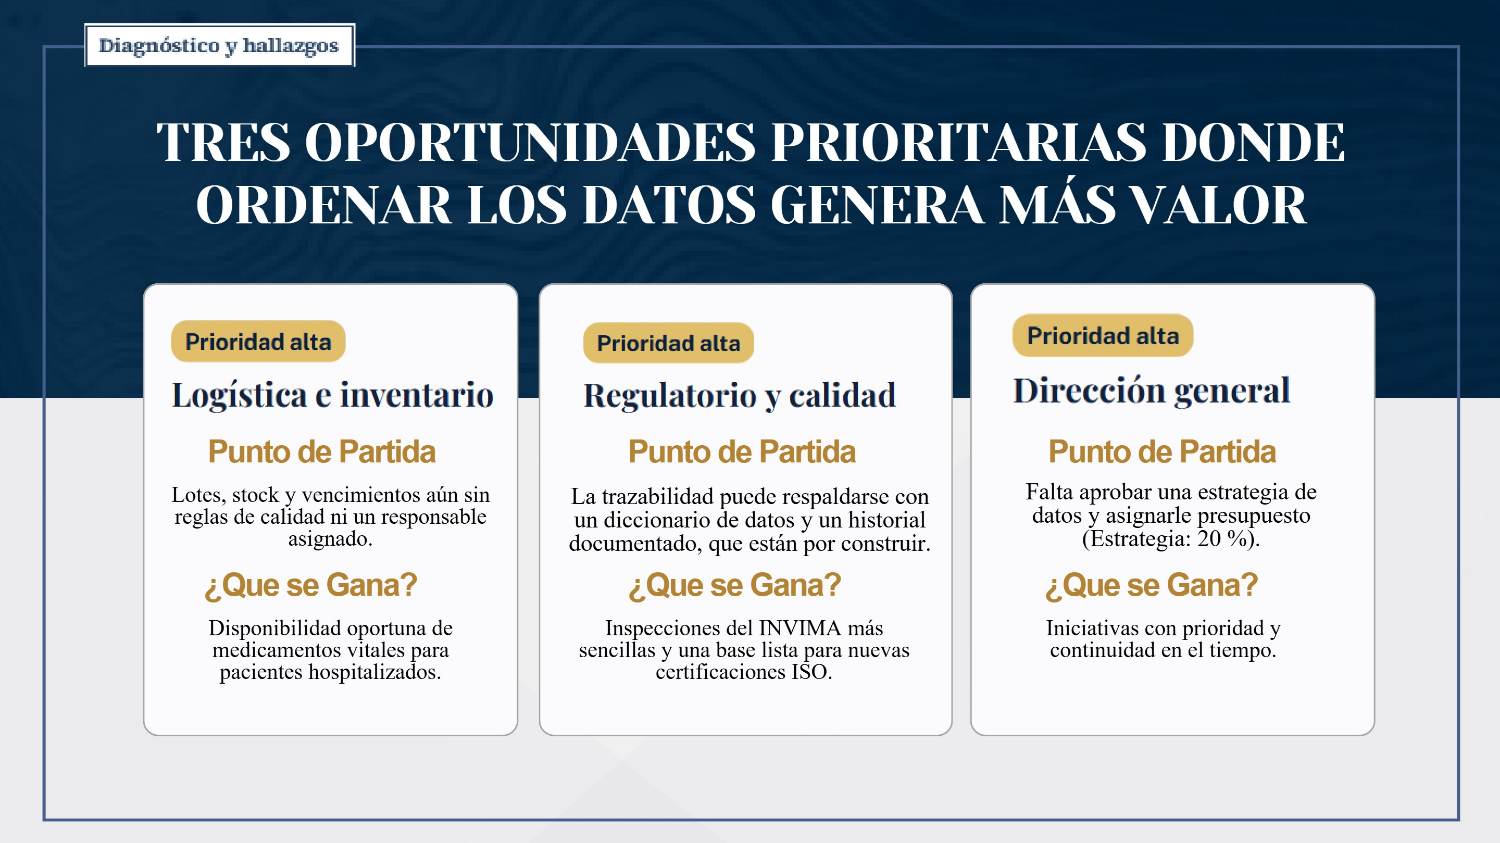 Diagnóstico y hallazgos
TRES OPORTUNIDADES PRIORITARIAS DONDE
ORDENAR LOS DATOS GENERA MÁS VALOR
Prioridad alta
Logística e inventario
Punto de Partida
Lotes, stock y vencimientos aún sin
reglas de calidad ni un responsable
asignado.
¿Que se Gana?
Disponibilidad oportuna de
medicamentos vitales para
pacientes hospitalizados.
Prioridad alta
Regulatorio y calidad
Punto de Partida
La trazabilidad puede respaldarse con
un diccionario de datos y un historial
documentado, que están por construir.
¿Que se Gana?
Inspecciones del INVIMA más
sencillas y una base lista para nuevas
certificaciones ISO.
Prioridad alta
Dirección general
Punto de Partida
Falta aprobar una estrategia de
datos y asignarle presupuesto
(Estrategia: 20 %).
¿Que se Gana?
Iniciativas con prioridad y
continuidad en el tiempo.